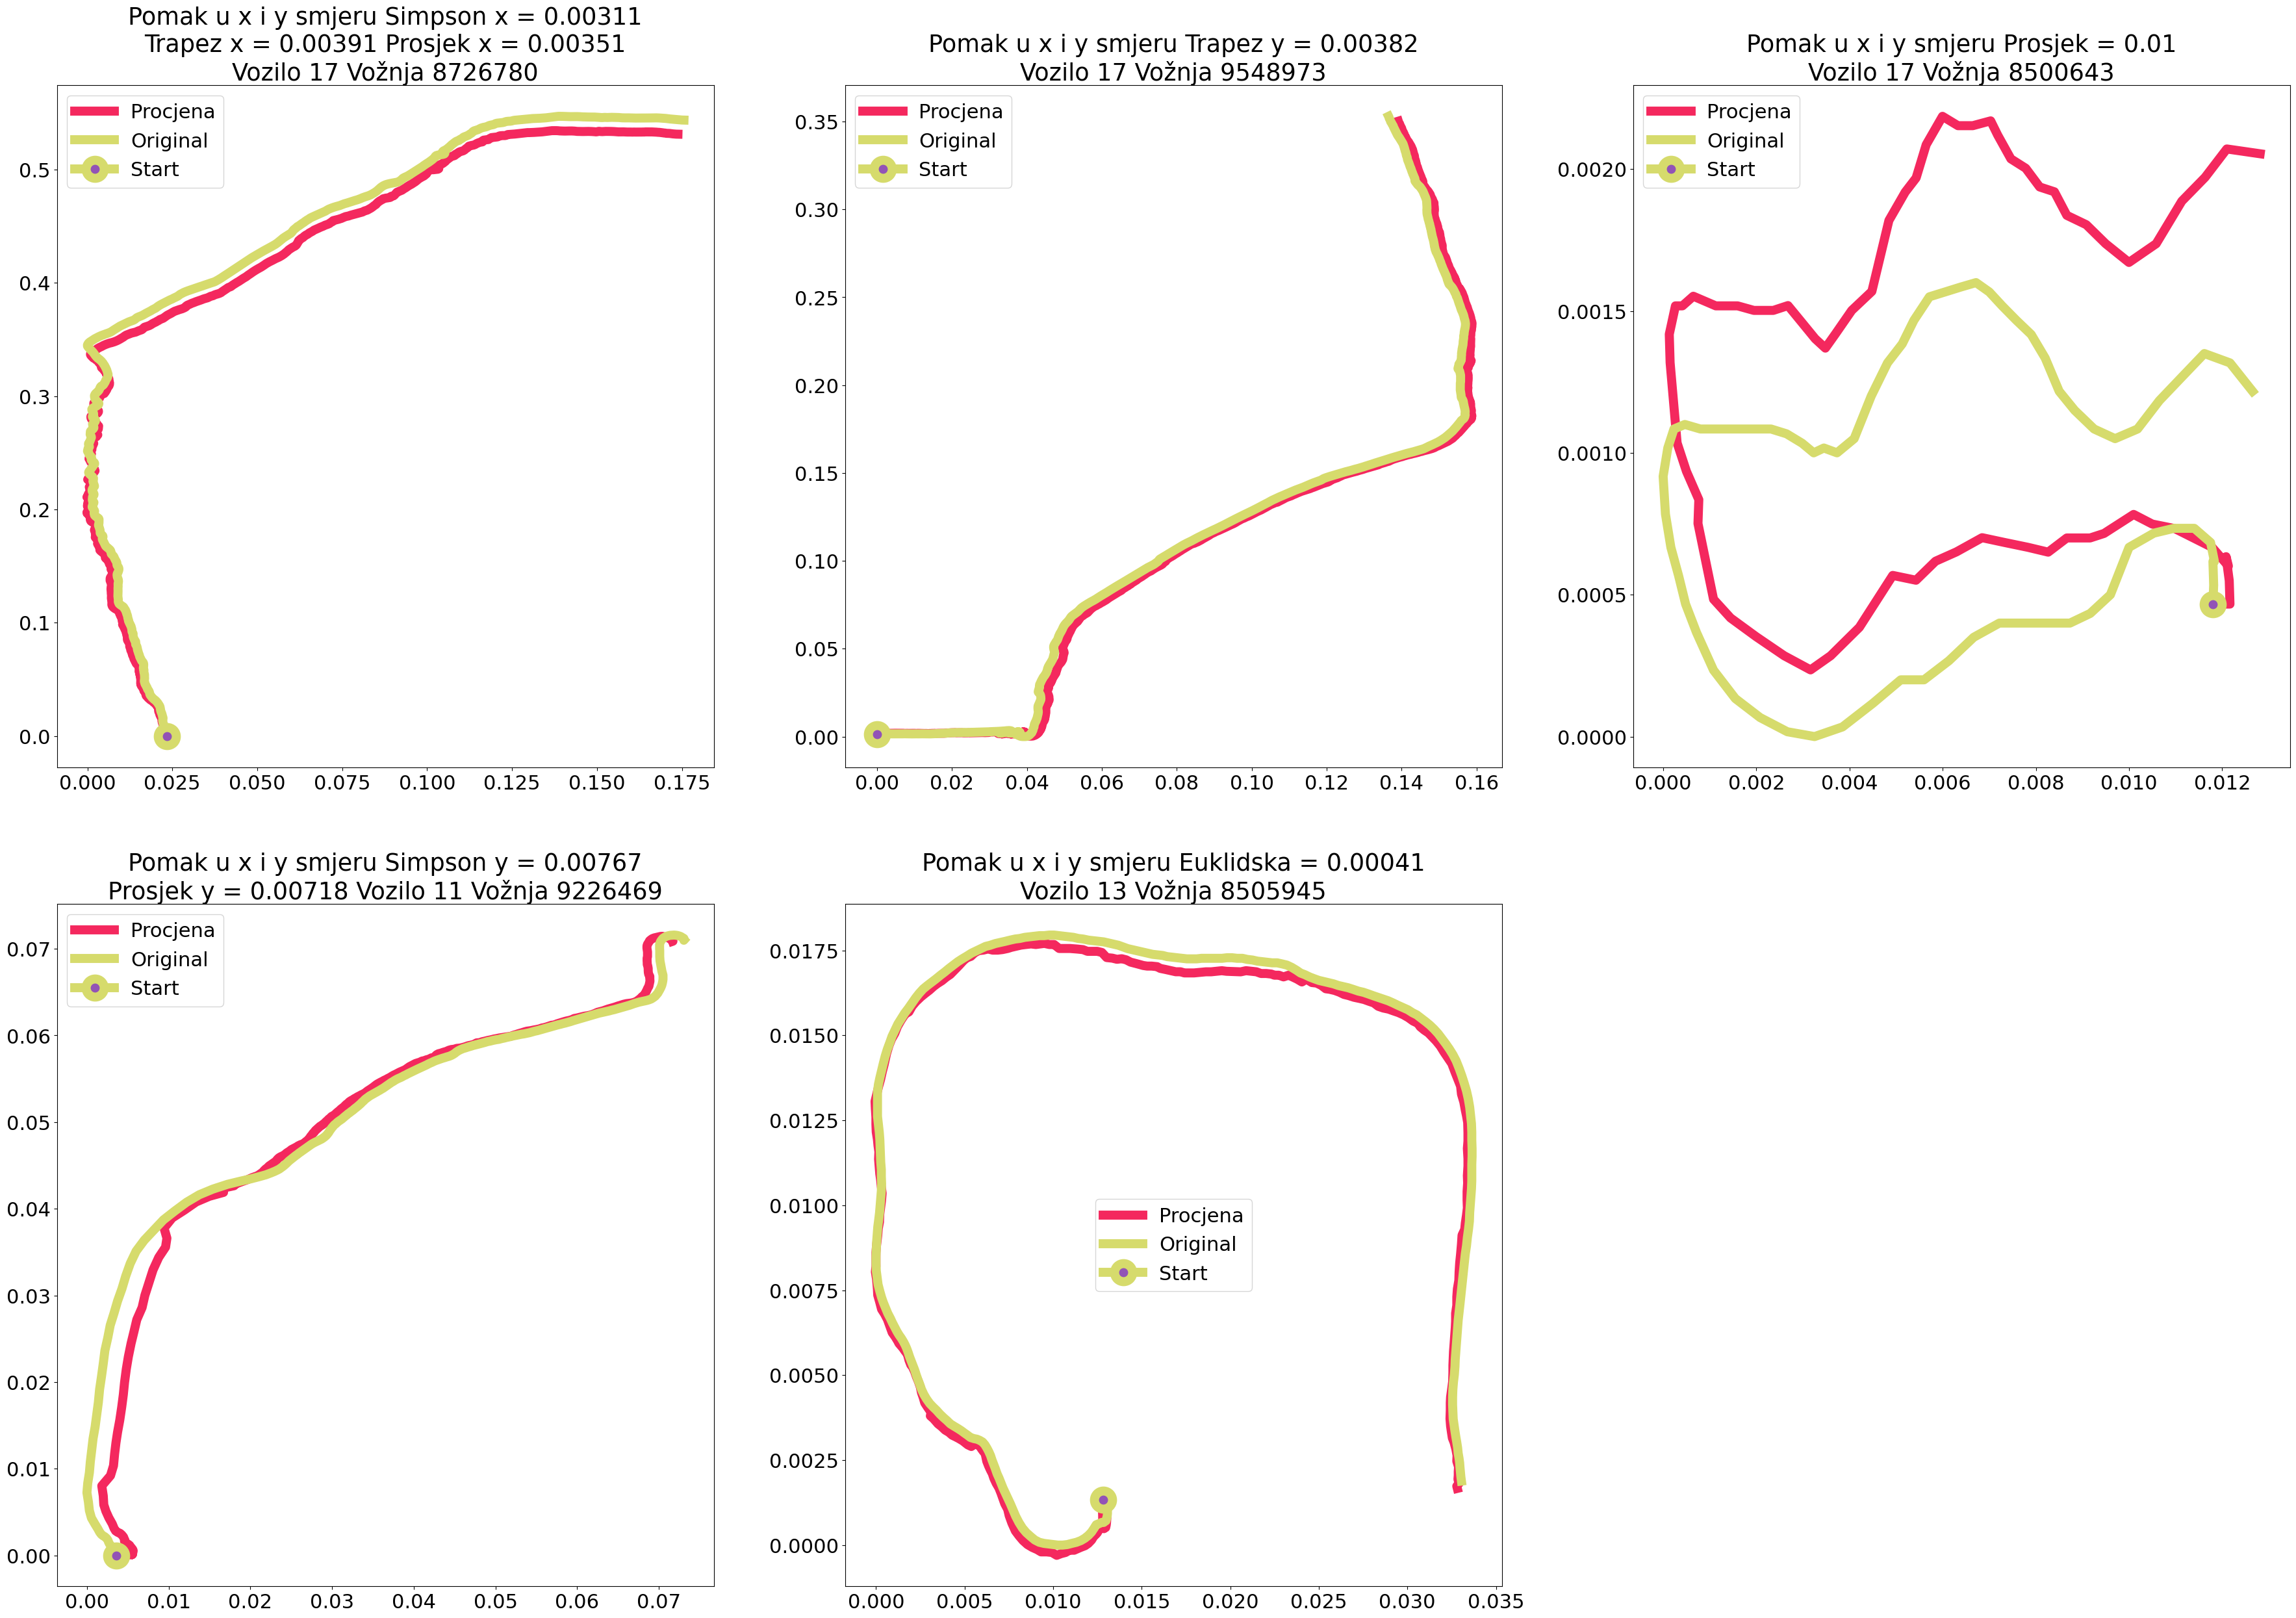 Pomak u x i y smjeru Simpson x = 0.00311
Trapez x = 0.00391 Prosjek x = 0.00351
Vozilo 17 Vožnja 8726780
Procjena
Original
Start
0.5
0.4
0.3
0.2
0.1
0.0
0.000 0.025 0.050 0.075 0.100 0.125 0.150 0.175
Pomak u x i y smjeru Trapez y = 0.00382
Vozilo 17 Vožnja 9548973
Procjena
Original
Start
0.35
0.30
0.25
0.20
0.15
0.10
0.05
0.00
0.00 0.02 0.04 0.06 0.08 0.10 0.12 0.14 0.16
Pomak u x i y smjeru Prosjek = 0.01
Vozilo 17 Vožnja 8500643
Procjena
Original
Start
0.0020
0.0015
0.0010
0.0005
0.0000
0.000 0.002 0.004 0.006 0.008 0.010 0.012
Pomak u x i y smjeru Simpson y = 0.00767
Prosjek y = 0.00718 Vozilo 11 Vožnja 9226469
Procjena
Original
Start
0.07
0.06
0.05
0.04
0.03
0.02
0.01
0.00
0.00 0.01 0.02 0.03 0.04 0.05 0.06 0.07
Pomak u x i y smjeru Euklidska = 0.00041
Vozilo 13 Vožnja 8505945
0.0175
0.0150
0.0125
0.0100
0.0075
0.0050
0.0025
0.0000
Procjena
Original
Start
0.000 0.005 0.010 0.015 0.020 0.025 0.030 0.035